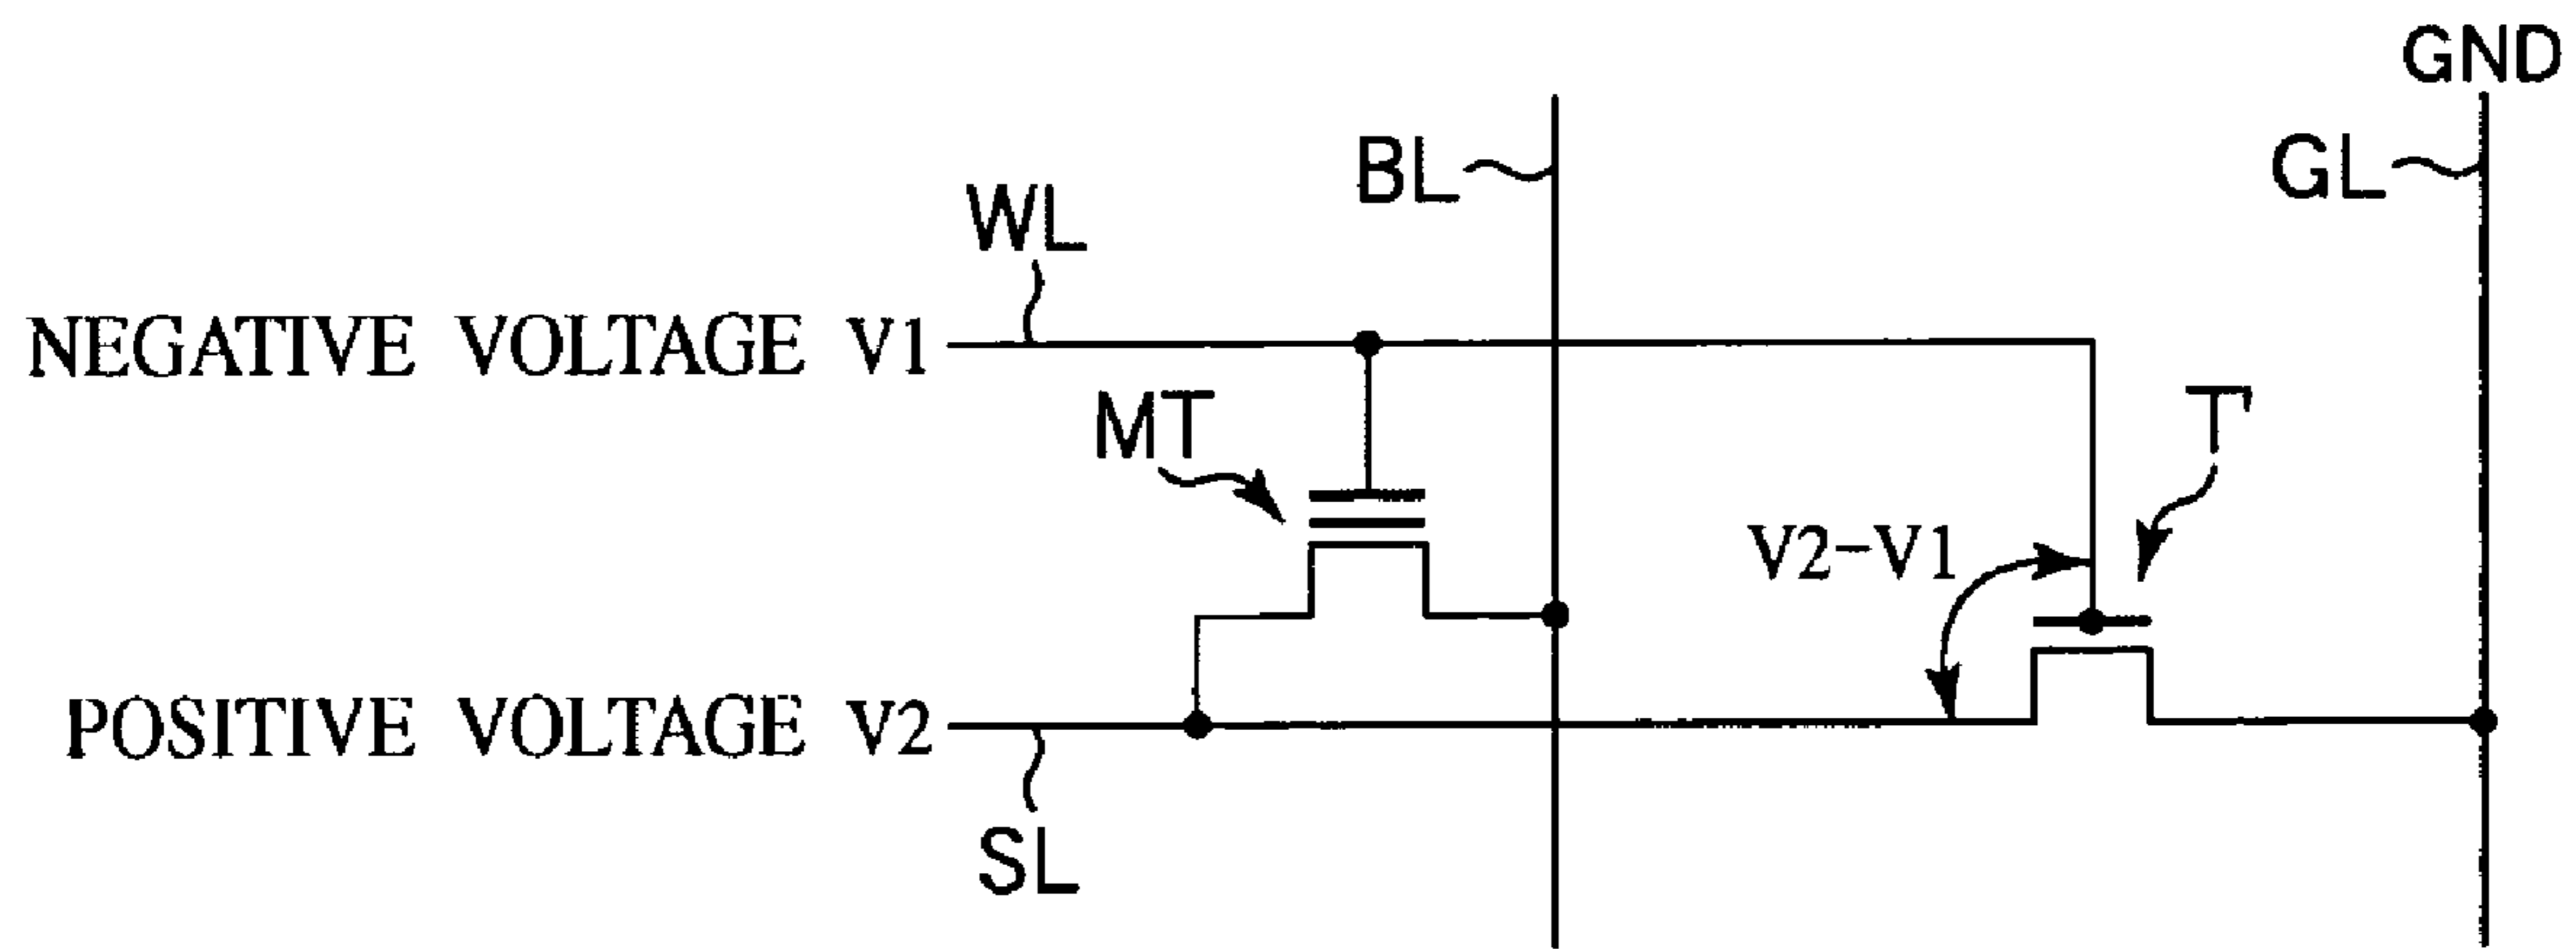 GND
BL
GL
WL
NEGATIVE VOLTAGE V1
MT
T
V2-V1
POSITIVE VOLTAGE V2
SL